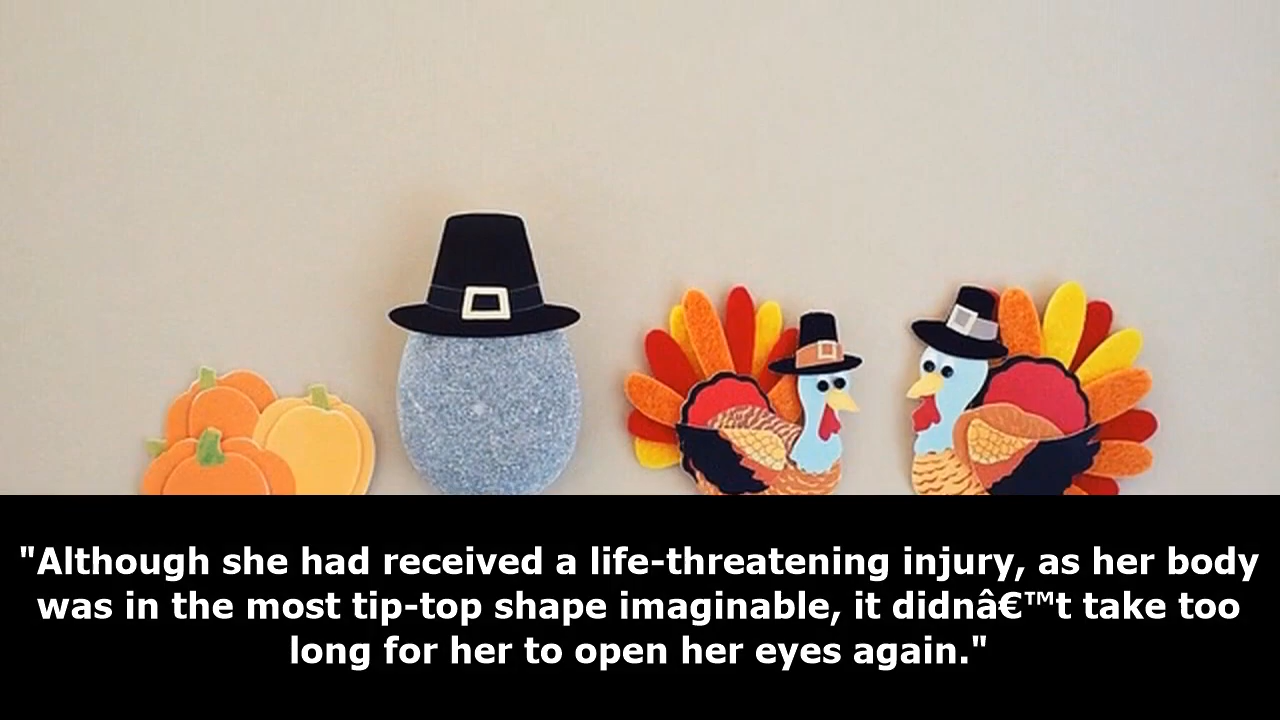 "Although she had received a life-threatening injury, as her body
was in the most tip-top shape imaginable, it didnâ€™t take too
long for her to open her eyes again."